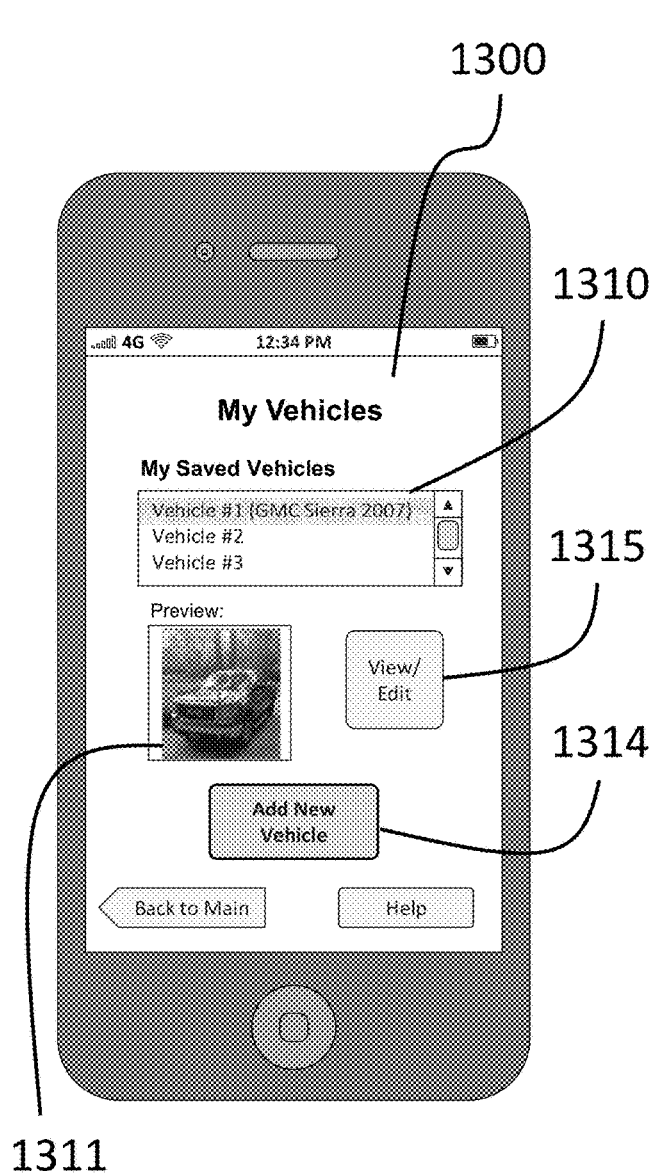 1300
1310
4G
12:34 PM
My Vehicles
My Saved Vehicles
Vehicle #1 (GMC Sierra 2007)
Vehicle #2
Vehicle #3
1315
Preview:
View/
Edit
1314
Add New
Vehicle
Back to Main
Help
1311